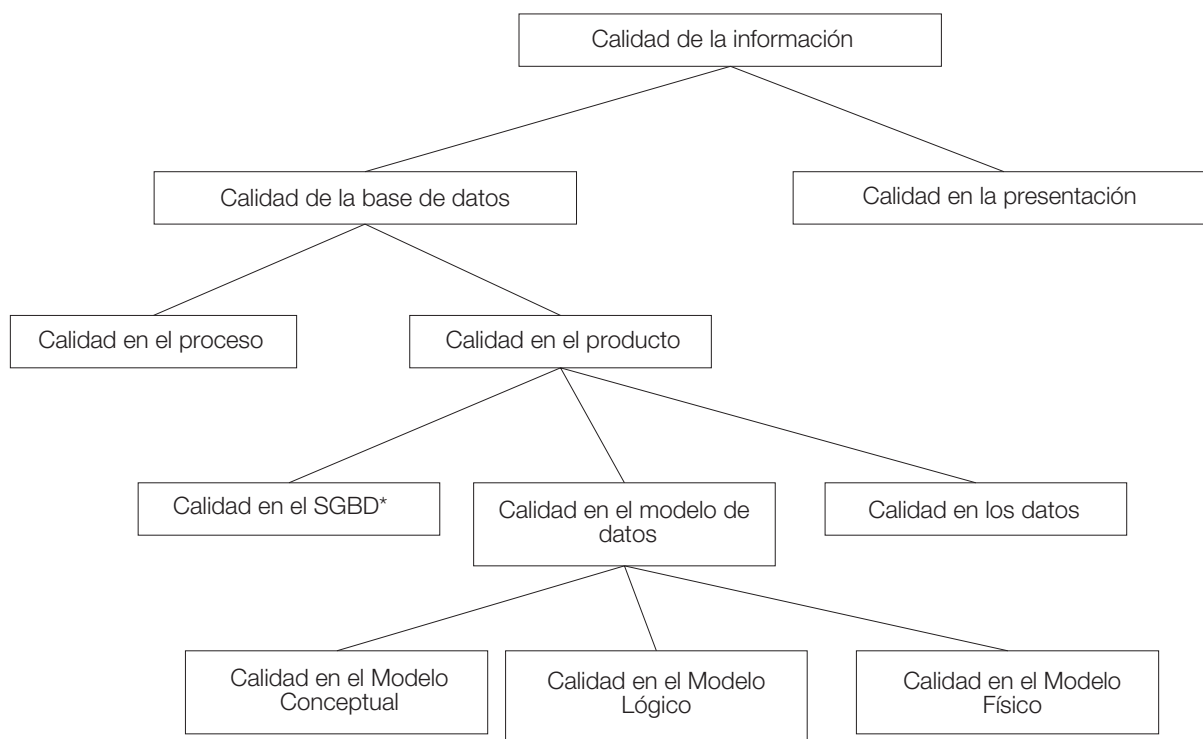 Calidad de la información
Calidad de la base de datos
Calidad en la presentación
Calidad en el proceso
Calidad en el producto
Calidad en el SGBD*
Calidad en el modelo de
datos
Calidad en los datos
Calidad en el Modelo
Conceptual
Calidad en el Modelo
Lógico
Calidad en el Modelo
Físico